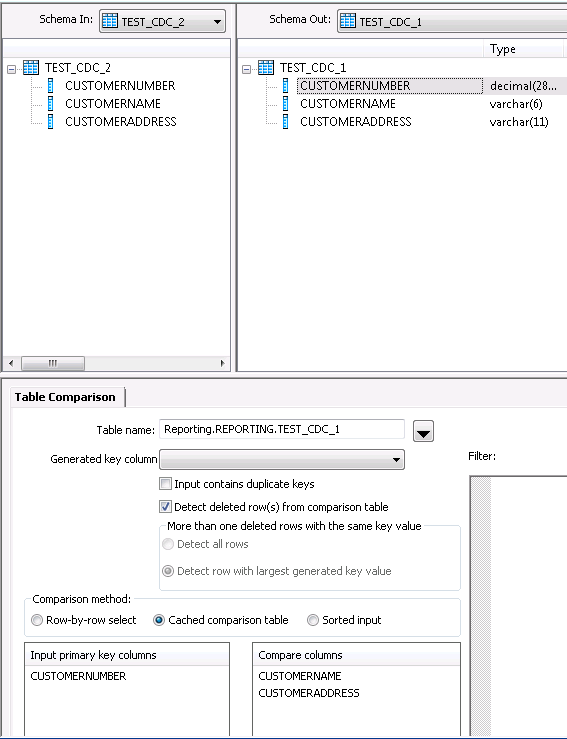 Schema In: TEST_CDC_2
Schema Out: TEST_CDC_1
TEST_CDC_2
CUSTOMERNUMBER
CUSTOMERNAME
CUSTOMERADDRESS
Type
TEST_CDC_1
CUSTOMERNUMBER decimal(28...
CUSTOMERNAME varchar(6)
CUSTOMERADDRESS varchar(11)
Table Comparison
Table name: Reporting.REPORTING.TEST_CDC_1
Generated key column
Filter:
Input contains duplicate keys
Detect deleted row(s) from comparison table
More than one deleted rows with the same key value
Detect all rows
Detect row with largest generated key value
Comparison method:
Row-by-row select Cached comparison table Sorted input
Input primary key columns
CUSTOMERNUMBER
Compare columns
CUSTOMERNAME
CUSTOMERADDRESS